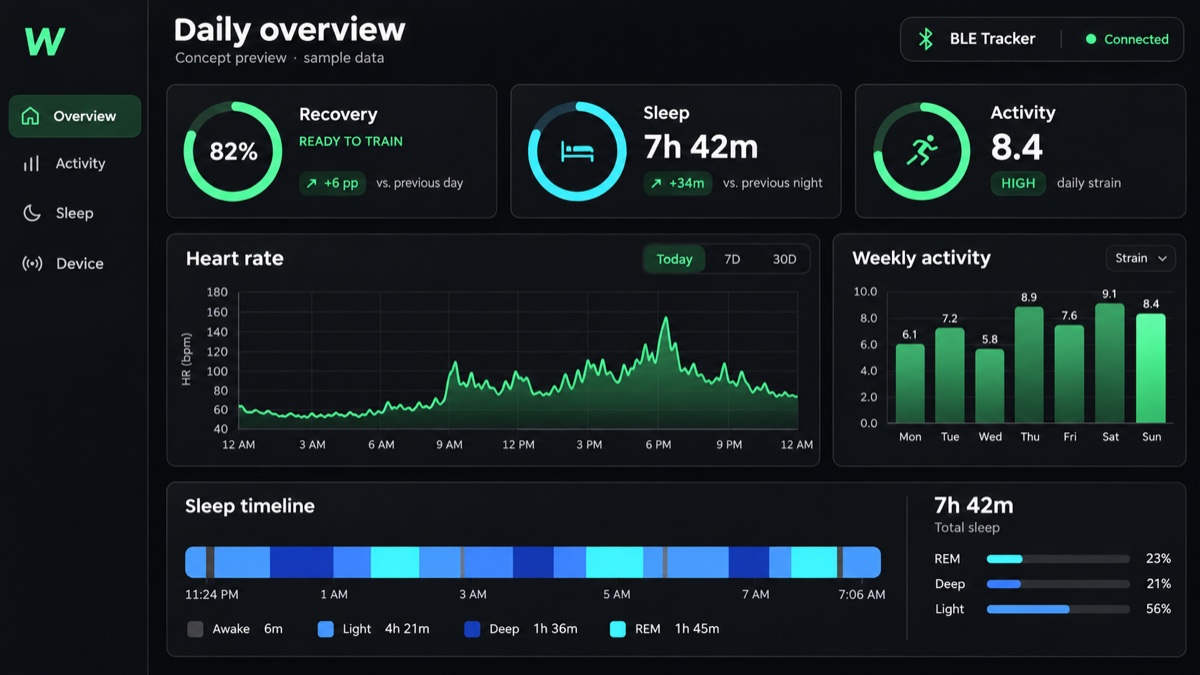 W
Daily overview
Concept preview · sample data
BLE Tracker
Connected
Overview
Activity
Sleep
Device
82%
Recovery
READY TO TRAIN
↗ +6 pp vs. previous day
Sleep
7h 42m
↗ +34m vs. previous night
Activity
8.4
HIGH daily strain
Heart rate
Today 7D 30D
HR (bpm)
180
160
140
120
100
80
60
40
12 AM 3 AM 6 AM 9 AM 12 PM 3 PM 6 PM 9 PM 12 AM
Weekly activity
Strain
10.0
8.0
6.0
4.0
2.0
0.0
6.1 7.2 5.8 8.9 7.6 9.1 8.4
Mon Tue Wed Thu Fri Sat Sun
Sleep timeline
11:24 PM 1 AM 3 AM 5 AM 7 AM 7:06 AM
Awake 6m Light 4h 21m Deep 1h 36m REM 1h 45m
7h 42m
Total sleep
REM 23%
Deep 21%
Light 56%